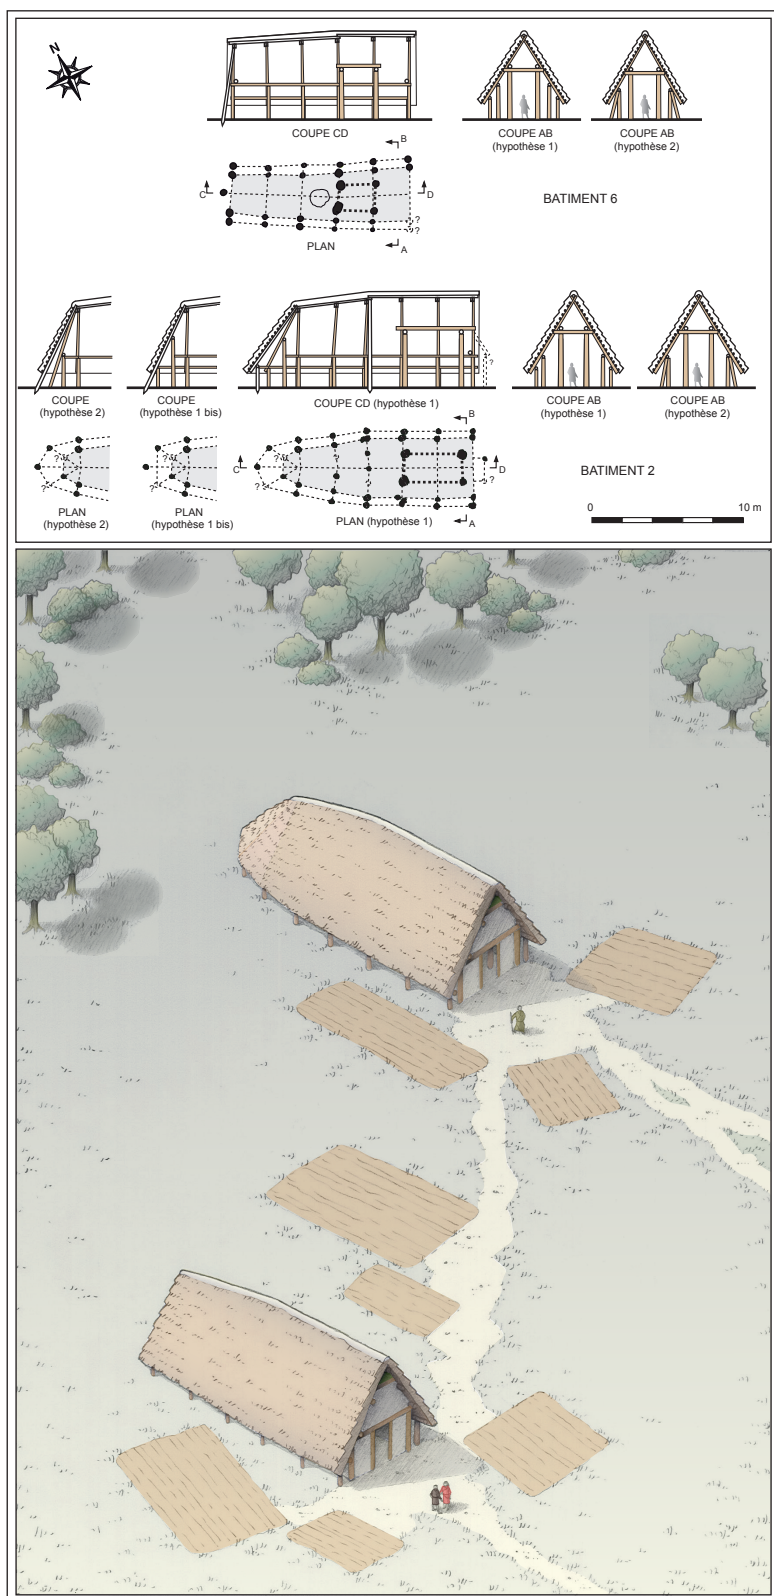 N
COUPE CD
COUPE AB
(hypothèse 1)
COUPE AB
(hypothèse 2)
B
C
D
?
?
A
PLAN
BATIMENT 6
COUPE
(hypothèse 2)
COUPE
(hypothèse 1 bis)
?
COUPE CD (hypothèse 1)
COUPE AB
(hypothèse 1)
COUPE AB
(hypothèse 2)
?
?
PLAN
(hypothèse 2)
?
?
PLAN
(hypothèse 1 bis)
B
C
D
?
?
?
A
PLAN (hypothèse 1)
BATIMENT 2
0
10 m